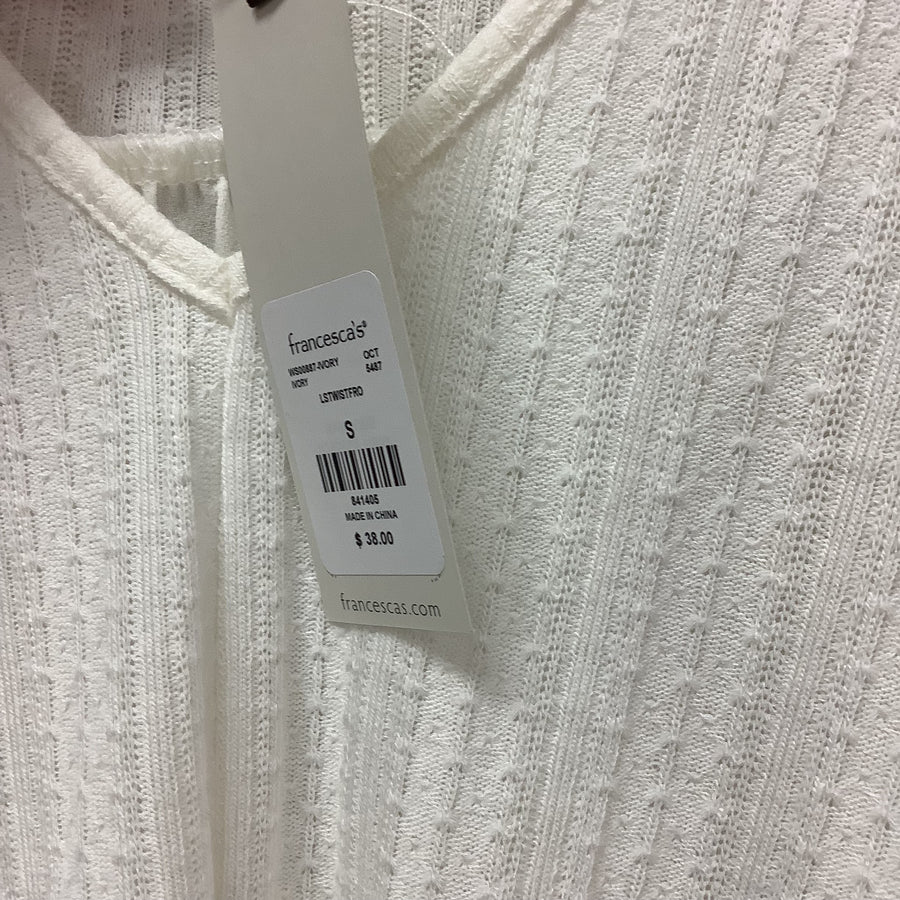 francesca's®
WS00887-IVORY OCT
IVORY 5487
LSTWISTFRO
S
841405
MADE IN CHINA
$ 38.00
francescas.com